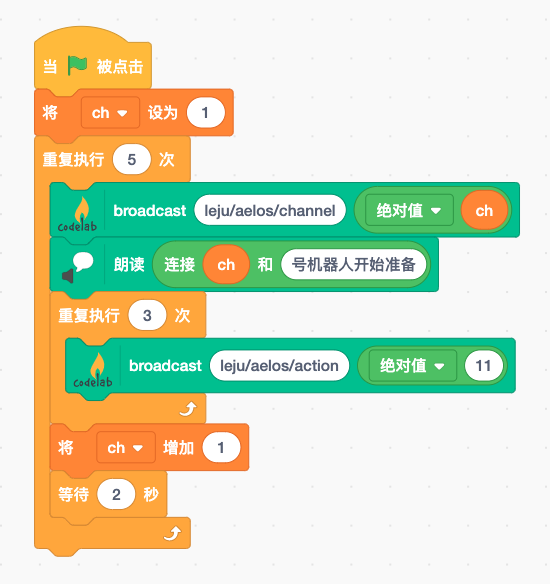 当 被点击
将 ch 设为 1
重复执行 5 次
codelab broadcast leju/aelos/channel 绝对值 ch
朗读 连接 ch 和 号机器人开始准备
重复执行 3 次
codelab broadcast leju/aelos/action 绝对值 11
将 ch 增加 1
等待 2 秒